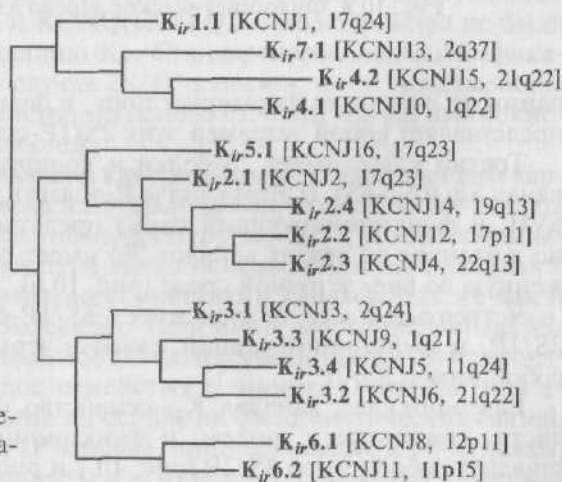 Kir1.1 [KCNJ1, 17q24]
Kir7.1 [KCNJ13, 2q37]
Kir4.2 [KCNJ15, 21q22]
Kir4.1 [KCNJ10, 1q22]
Kir5.1 [KCNJ16, 17q23]
Kir2.1 [KCNJ2, 17q23]
Kir2.4 [KCNJ14, 19q13]
Kir2.2 [KCNJ12, 17p11]
Kir2.3 [KCNJ4, 22q13]
Kir3.1 [KCNJ3, 2q24]
Kir3.3 [KCNJ9, 1q21]
Kir3.4 [KCNJ5, 11q24]
Kir3.2 [KCNJ6, 21q22]
Kir6.1 [KCNJ8, 12p11]
Kir6.2 [KCNJ11, 11p15]